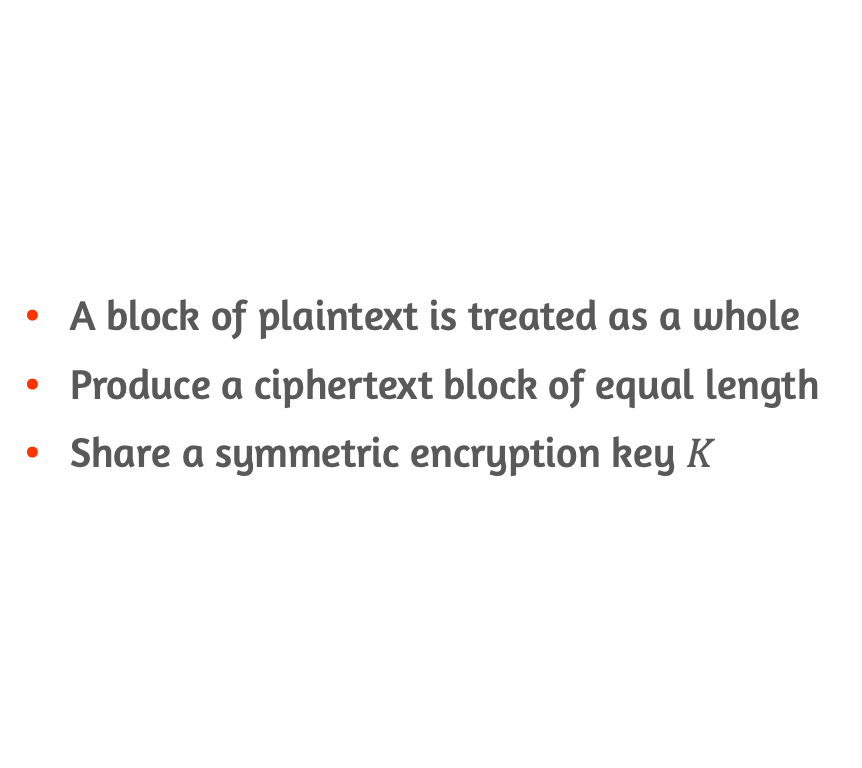 • A block of plaintext is treated as a whole
• Produce a ciphertext block of equal length
• Share a symmetric encryption key K